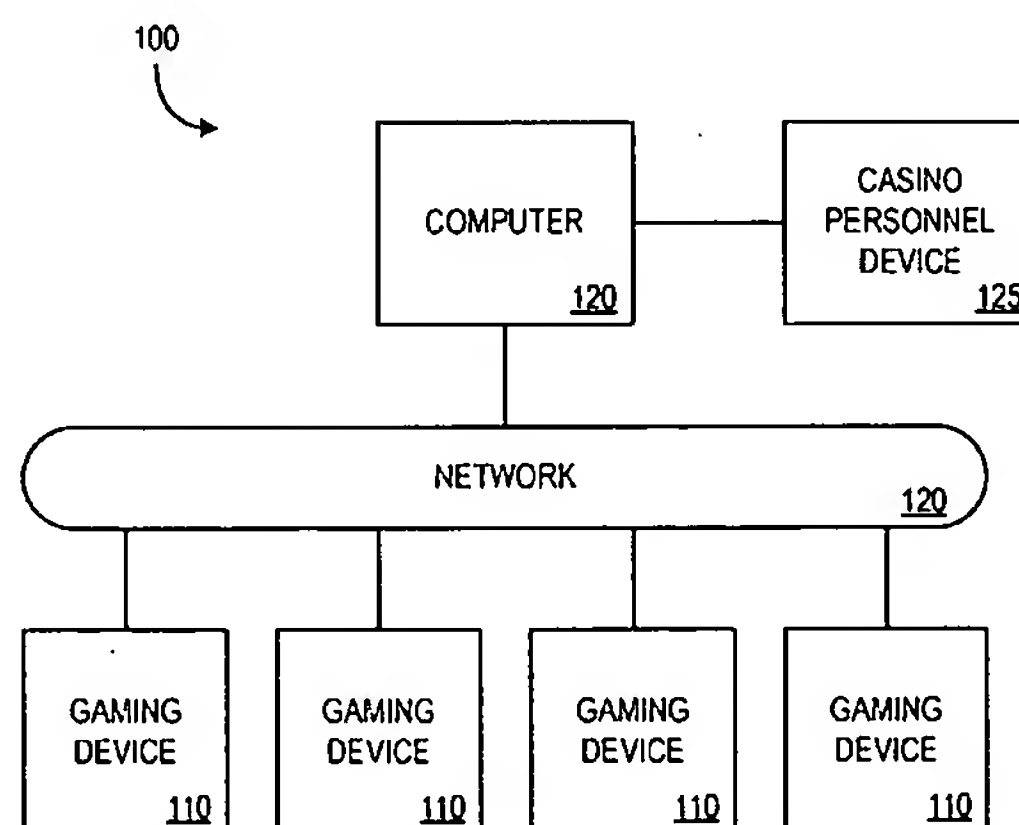 100
COMPUTER
120
CASINO
PERSONNEL
DEVICE
125
NETWORK
120
GAMING
DEVICE
110
GAMING
DEVICE
110
GAMING
DEVICE
110
GAMING
DEVICE
110